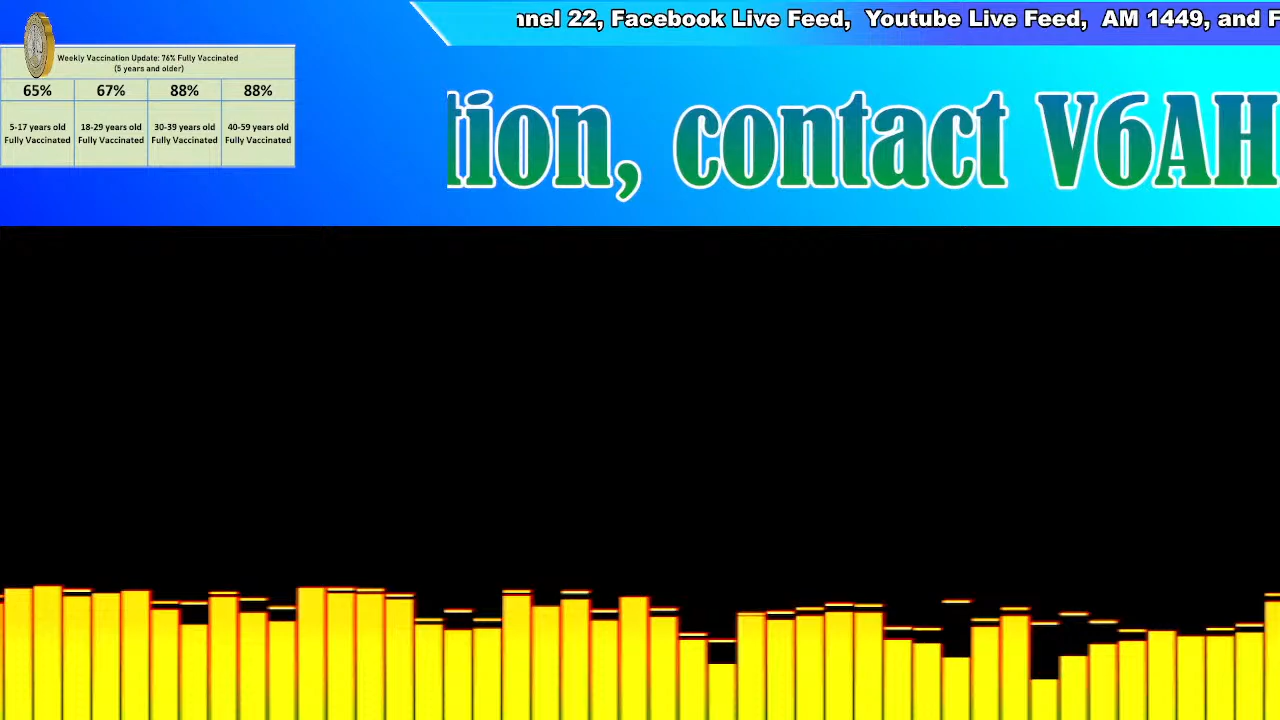 22, Facebook Live Feed, Youtube Live Feed, AM 1449, and
Weekly Vaccination Update: 76% Fully Vaccinated
(5 years and older)
65% 67% 88% 88%
5-17 years old 18-29 years old 30-39 years old 40-59 years old
Fully Vaccinated Fully Vaccinated Fully Vaccinated Fully Vaccinated
tion, contact V6AH